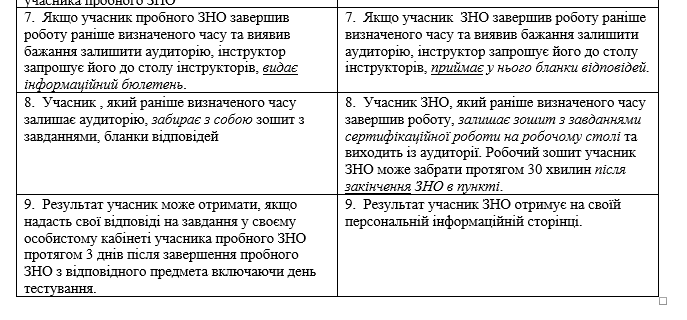 учасника пробного ЗНО
7. Якщо учасник пробного ЗНО завершив
роботу раніше визначеного часу та виявив
бажання залишити аудиторію, інструктор
запрошує його до столу інструкторів, видає
інформаційний бюлетень.
7. Якщо учасник ЗНО завершив роботу раніше
визначеного часу та виявив бажання залишити
аудиторію, інструктор запрошує його до столу
інструкторів, приймає у нього бланки відповідей.
8. Учасник , який раніше визначеного часу
залишає аудиторію, забирає з собою зошит з
завданнями, бланки відповідей
8. Учасник ЗНО, який раніше визначеного часу
завершив роботу, залишає зошит з завданнями
сертифікаційної роботи на робочому столі та
виходить із аудиторії. Робочий зошит учасник
ЗНО може забрати протягом 30 хвилин після
закінчення ЗНО в пункті.
9. Результат учасник може отримати, якщо
надасть свої відповіді на завдання у своєму
особистому кабінеті учасника пробного ЗНО
протягом 3 днів після завершення пробного
ЗНО з відповідного предмета включаючи день
тестування.
9. Результат учасник ЗНО отримує на своїй
персональній інформаційній сторінці.